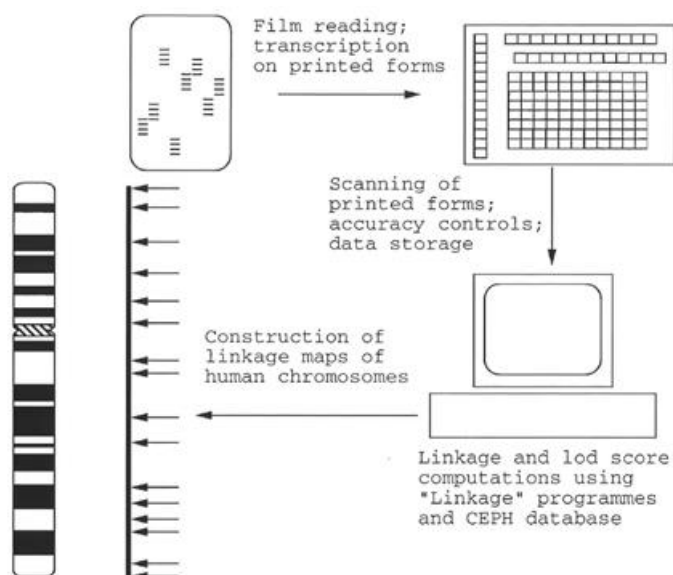 Film reading;
transcription
on printed forms
Scanning of
printed forms;
accuracy controls;
data storage
Construction of
linkage maps of
human chromosomes
Linkage and lod score
computations using
"Linkage" programmes
and CEPH database